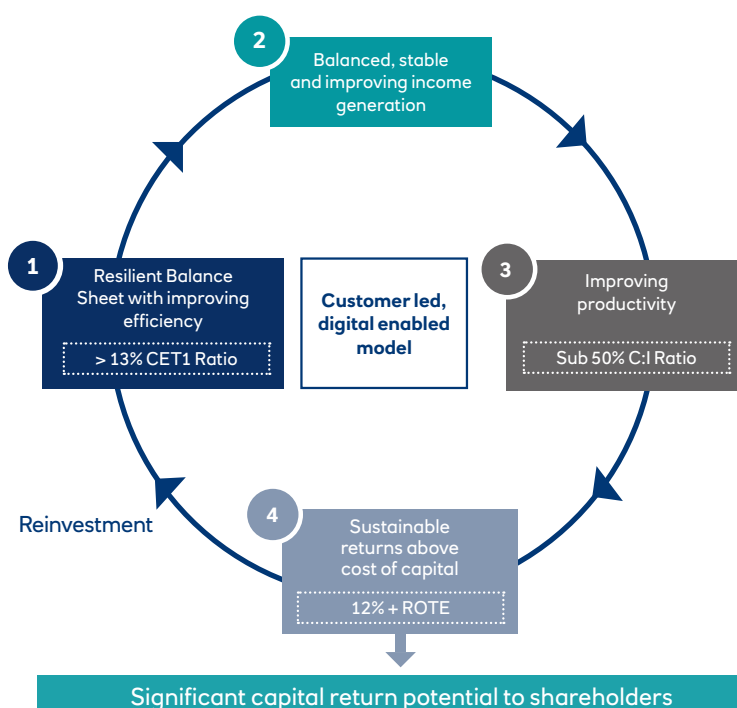 2
Balanced, stable
and improving income
generation
1
Resilient Balance
Sheet with improving
efficiency
> 13% CET1 Ratio
Customer led,
digital enabled
model
3
Improving
productivity
Sub 50% C:I Ratio
Reinvestment
4
Sustainable
returns above
cost of capital
12% + ROTE
Significant capital return potential to shareholders